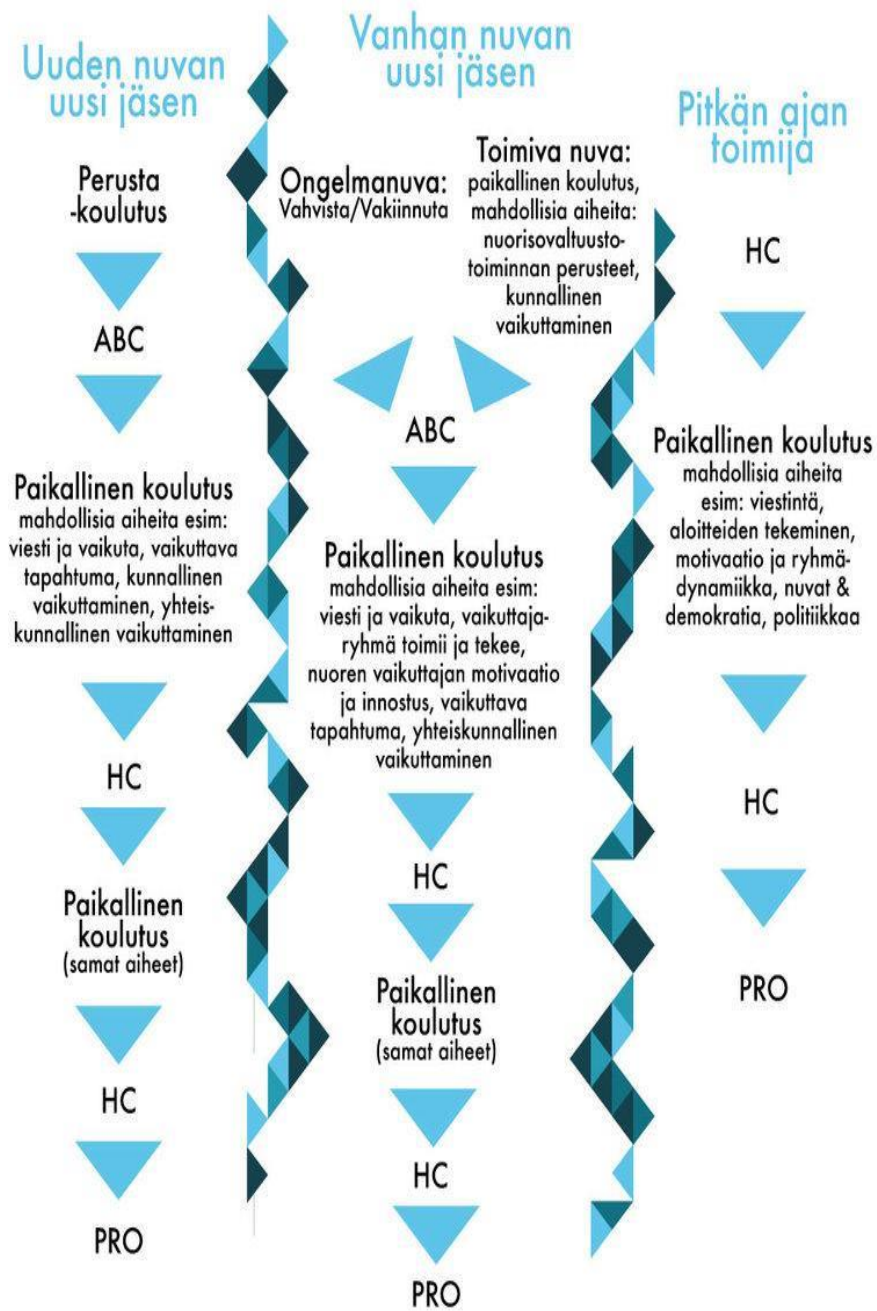 Uuden nuvan
uusi jäsen
Perusta
-koulutus
ABC
Paikallinen koulutus
mahdollisia aiheita esim:
viesti ja vaikuta, vaikuttava
tapahtuma, kunnallinen
vaikuttaminen, yhteis-
kunnallinen vaikuttaminen
HC
Paikallinen
koulutus
(samat aiheet)
HC
PRO
Vanhan nuvan
uusi jäsen
Ongelmanuva:
Vahvista/Vakiinnuta
Toimiva nuva:
paikallinen koulutus,
mahdollisia aiheita:
nuorisovaltuusto-
toiminnan perusteet,
kunnallinen
vaikuttaminen
ABC
Paikallinen koulutus
mahdollisia aiheita esim:
viesti ja vaikuta, vaikuttaja-
ryhmä toimii ja tekee,
nuoren vaikuttajan motivaatio
ja innostus, vaikuttava
tapahtuma, yhteiskunnallinen
vaikuttaminen
HC
Paikallinen
koulutus
(samat aiheet)
HC
PRO
Pitkän ajan
toimija
HC
Paikallinen koulutus
mahdollisia aiheita
esim: viestintä,
aloitteiden tekeminen,
motivaatio ja ryhmä-
dynamiikka, nuvat &
demokratia, politiikkaa
HC
PRO